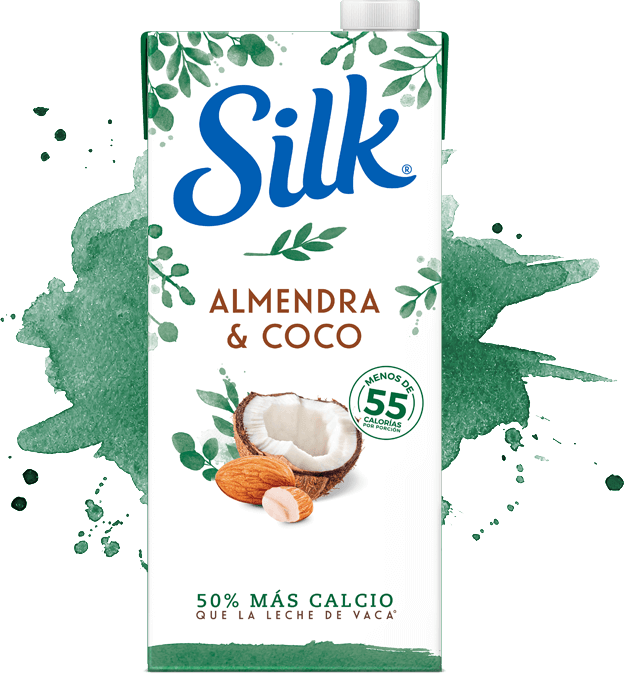 Silk®
ALMENDRA
& COCO
MENOS DE
55
CALORÍAS
POR PORCIÓN
50% MÁS CALCIO
QUE LA LECHE DE VACA